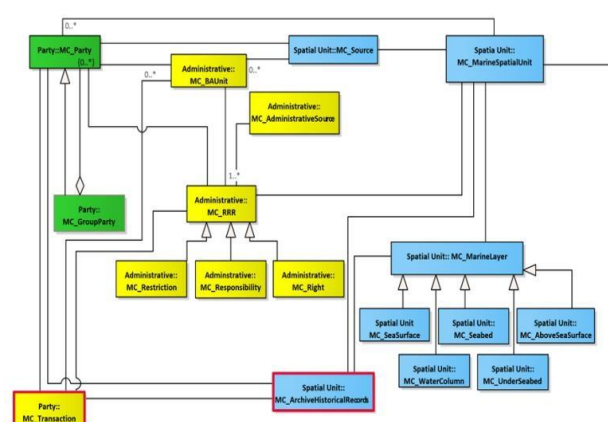 0..*
Party::MC_Party
{0..*}
Spatial Unit::MC_Source
Spatia Unit::
MC_MarineSpatialUnit
0..*
Administrative::
MC_BAUnit
0..*
Administrative::
MC_AdministrativeSource
1..*
Administrative::
MC_RRR
Party::
MC_GroupParty
Administrative::
MC_Restriction
Administrative::
MC_Responsibility
Administrative::
MC_Right
Spatial Unit:: MC_MarineLayer
Spatial Unit
MC_SeaSurface
Spatial Unit::
MC_Seabed
Spatial Unit::
MC_AboveSeaSurface
Spatial Unit::
MC_WaterColumn
Spatial Unit::
MC_UnderSeabed
Spatial Unit::
MC_ArchiveHistoricalRecords
Party::
MC_Transaction